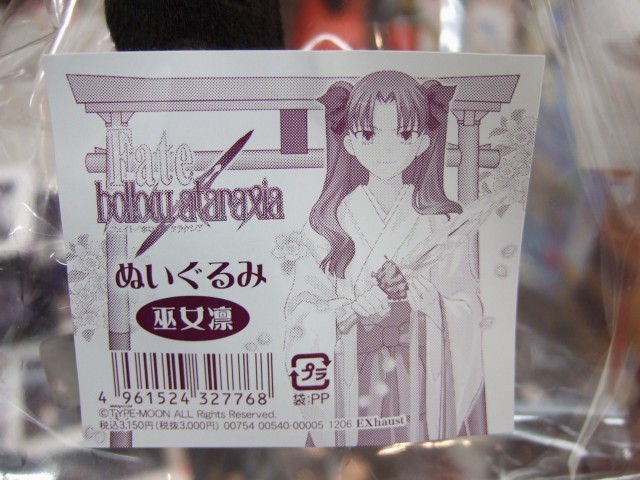 Fate
hollow ataraxia
フェイト/ホロウ アタラクシア
ぬいぐるみ
巫女凛
4 961524 327768
プラ
袋:PP
©TYPE-MOON ALL Rights Reserved.
税込3,150円(税抜3,000円) 00754 00540 00005 1206 EXhaust